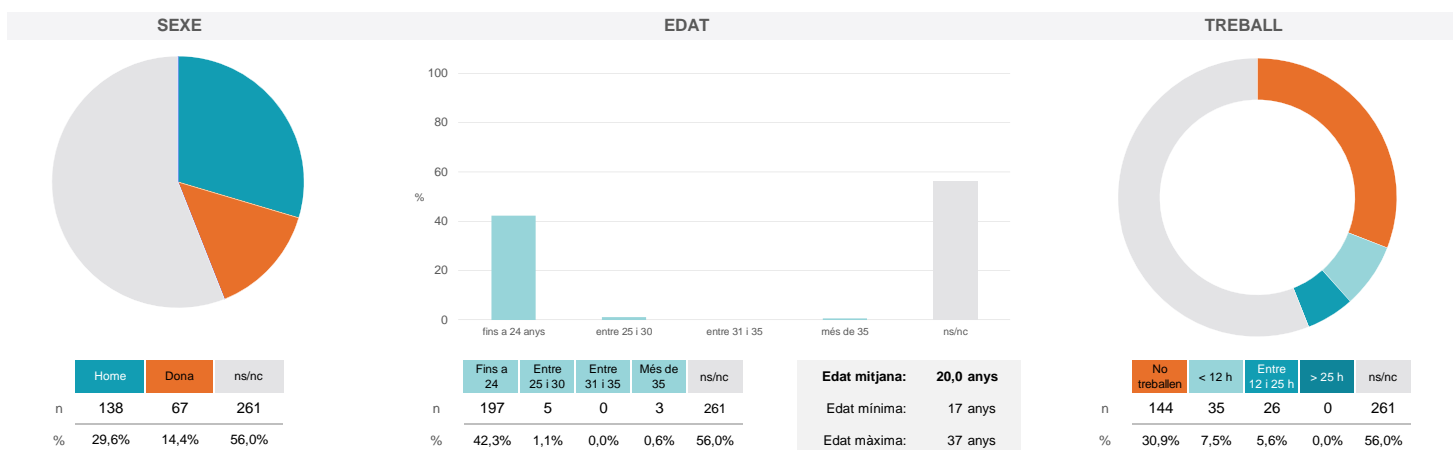 SEXE
EDAT
TREBALL
100
80
60
%
40
20
0
fins a 24 anys
entre 25 i 30
entre 31 i 35
més de 35
ns/nc
Home Dona ns/nc
n 138 67 261
% 29,6% 14,4% 56,0%
Fins a 24 Entre 25 i 30 Entre 31 i 35 Més de 35 ns/nc
n 197 5 0 3 261
% 42,3% 1,1% 0,0% 0,6% 56,0%
Edat mitjana: 20,0 anys
Edat mínima: 17 anys
Edat màxima: 37 anys
No treballen < 12 h Entre 12 i 25 h > 25 h ns/nc
n 144 35 26 0 261
% 30,9% 7,5% 5,6% 0,0% 56,0%